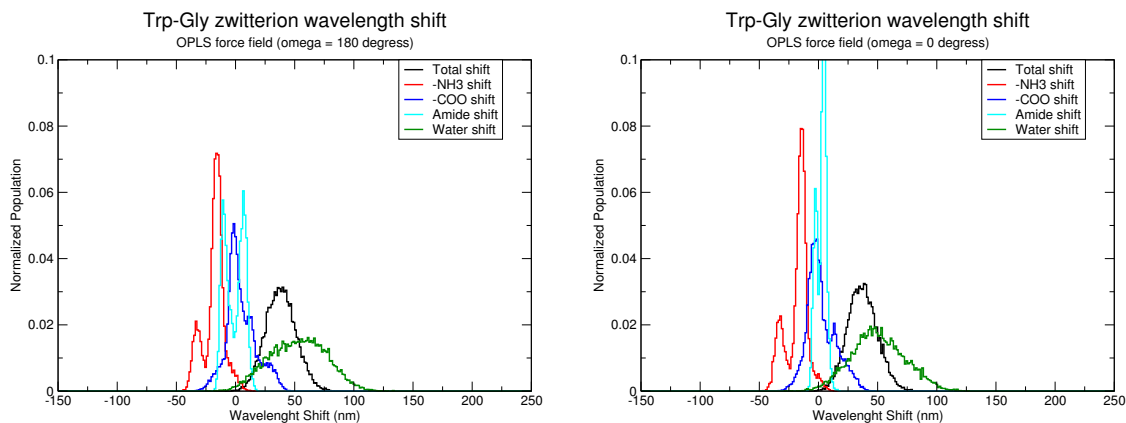 Trp-Gly zwitterion wavelength shift
OPLS force field (omega = 180 degress)
0.1
0.08
0.06
0.04
0.02
0
Normalized Population
Total shift
-NH3 shift
-COO shift
Amide shift
Water shift
-150 -100 -50 0 50 100 150 200 250
Wavelenght Shift (nm)
Trp-Gly zwitterion wavelength shift
OPLS force field (omega = 0 degress)
0.1
0.08
0.06
0.04
0.02
0
Normalized Population
Total shift
-NH3 shift
-COO shift
Amide shift
Water shift
-150 -100 -50 0 50 100 150 200 250
Wavelenght Shift (nm)